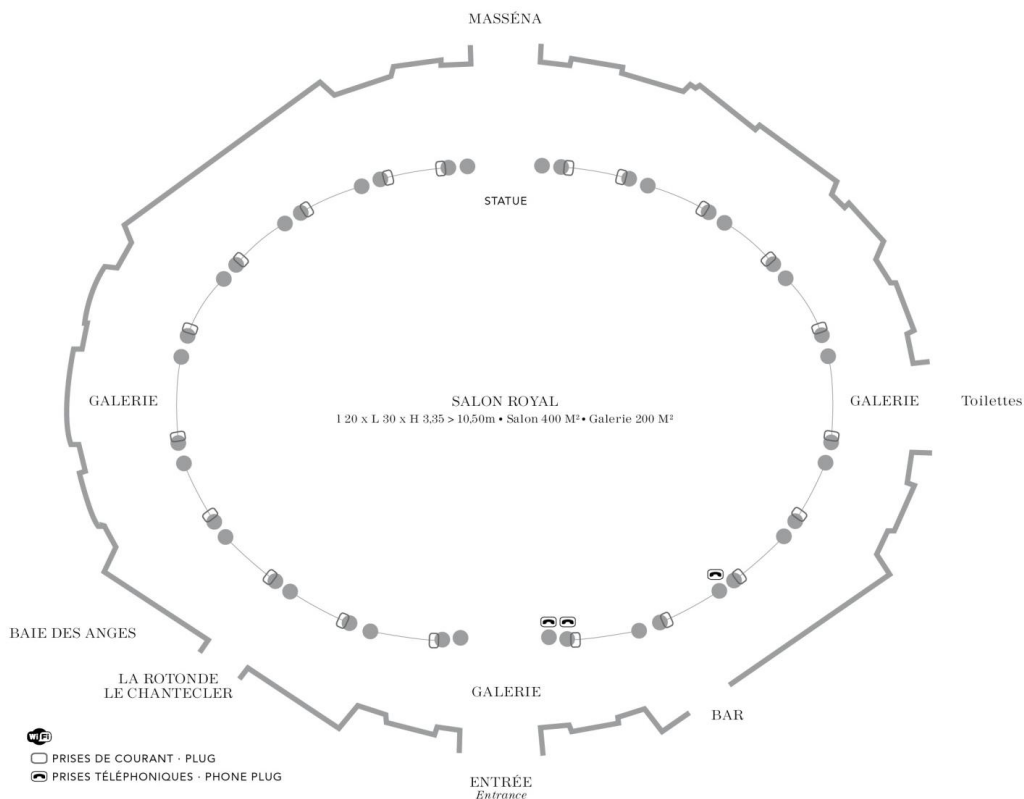 MASSÉNA
STATUE
GALERIE
SALON ROYAL
GALERIE
Toilettes
l 20 x L 30 x H 3,35 > 10,50m • Salon 400 M² • Galerie 200 M²
BAIE DES ANGES
LA ROTONDE
LE CHANTECLER
GALERIE
BAR
WiFi
PRISES DE COURANT · PLUG
PRISES TÉLÉPHONIQUES · PHONE PLUG
ENTRÉE
Entrance